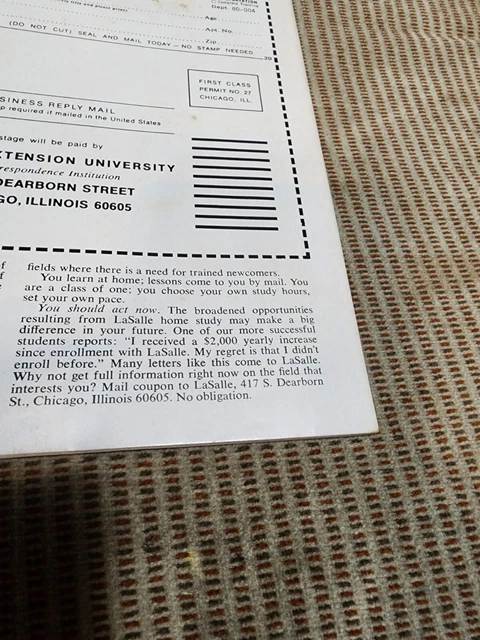 Dept. 60-004
Age
Apt. No.
Zip
(DO NOT CUT) SEAL AND MAIL TODAY – NO STAMP NEEDED
20
FIRST CLASS
PERMIT NO. 27
CHICAGO, ILL.
SINESS REPLY MAIL
p required if mailed in the United States
stage will be paid by
XTENSION UNIVERSITY
respondence Institution
DEARBORN STREET
GO, ILLINOIS 60605
fields where there is a need for trained newcomers.
You learn at home; lessons come to you by mail. You
are a class of one; you choose your own study hours,
set your own pace.
You should act now. The broadened opportunities
resulting from LaSalle home study may make a big
difference in your future. One of our more successful
students reports: "I received a $2,000 yearly increase
since enrollment with LaSalle. My regret is that I didn't
enroll before." Many letters like this come to LaSalle.
Why not get full information right now on the field that
interests you? Mail coupon to LaSalle, 417 S. Dearborn
St., Chicago, Illinois 60605. No obligation.